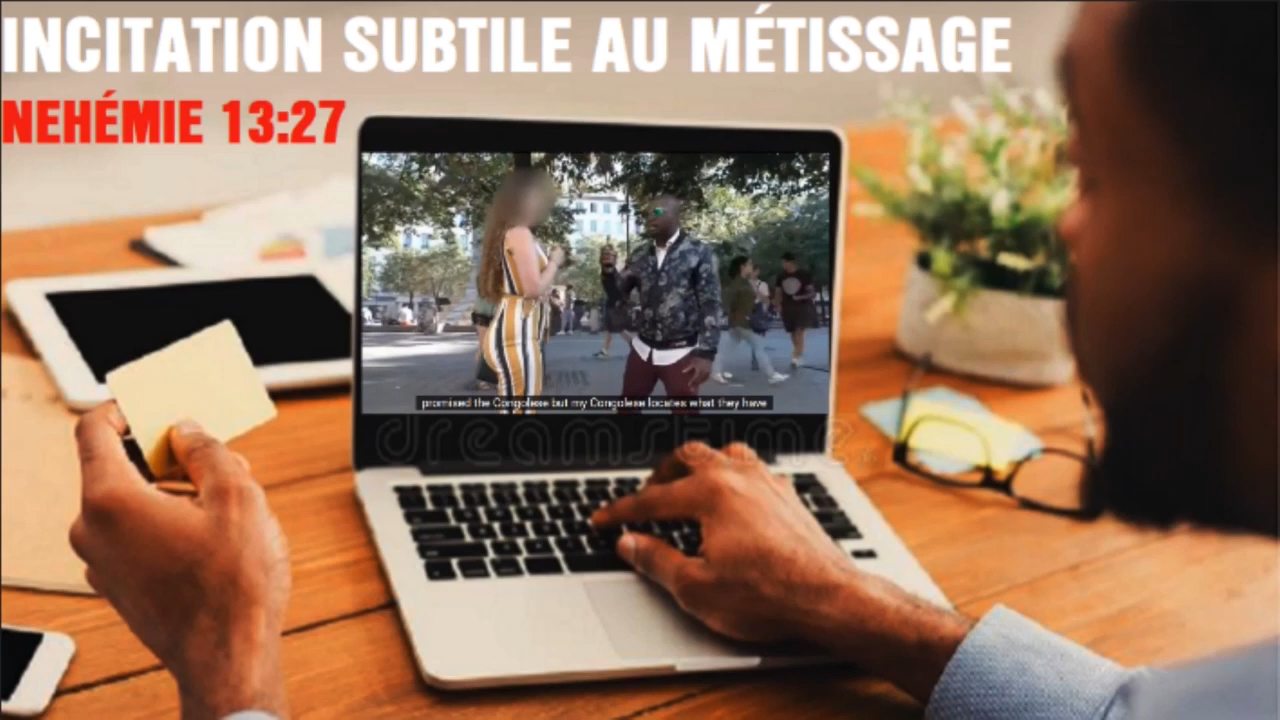 INCITATION SUBTILE AU MÉTISSAGE
NEHÉMIE 13:27
promised the Congolese but my Congolese locates what they have
dreamstime